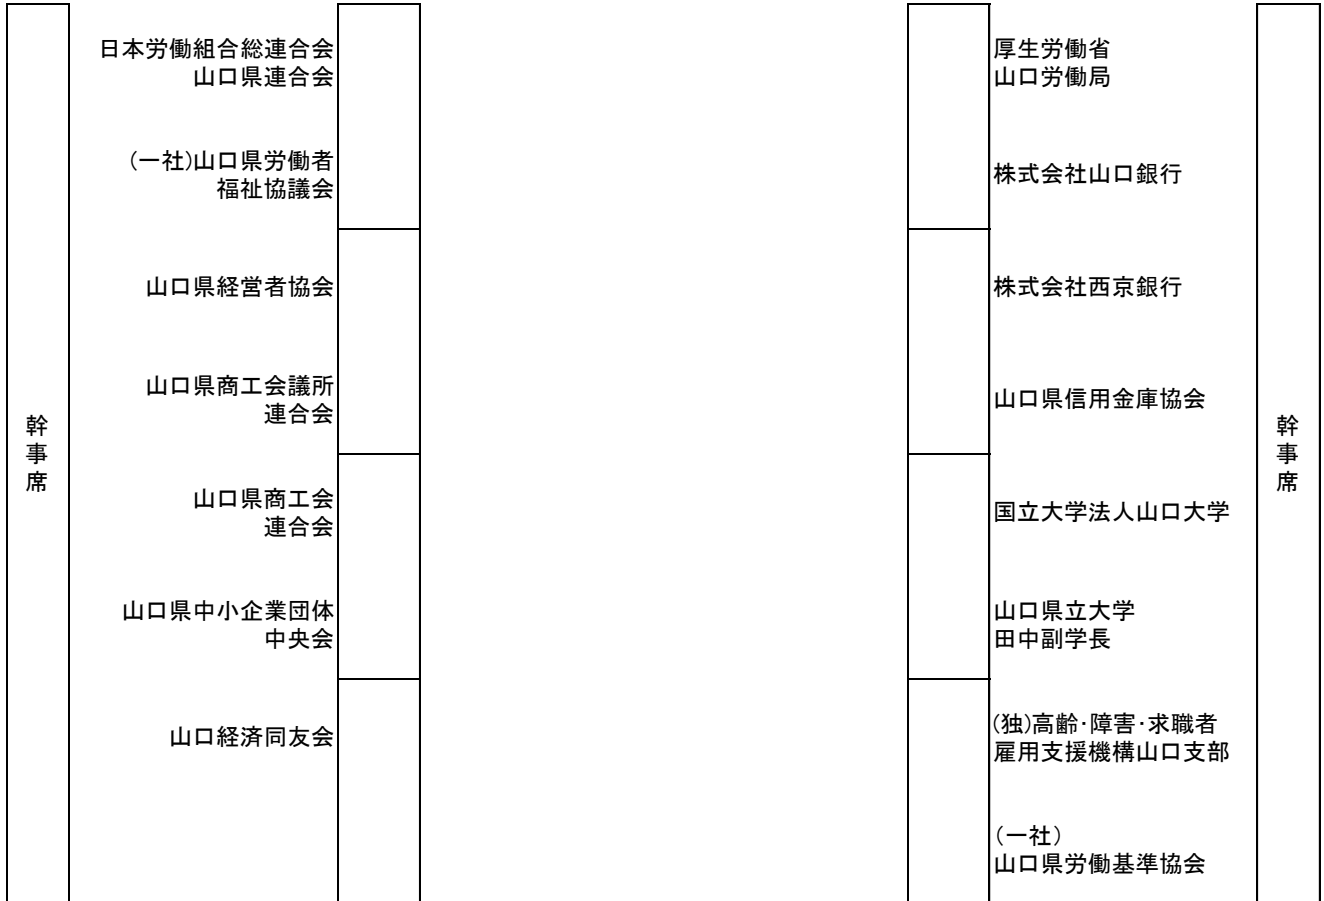 幹事席
日本労働組合総連合会
山口県連合会
(一社)山口県労働者
福祉協議会
山口県経営者協会
山口県商工会議所
連合会
山口県商工会
連合会
山口県中小企業団体
中央会
山口経済同友会
厚生労働省
山口労働局
株式会社山口銀行
株式会社西京銀行
山口県信用金庫協会
国立大学法人山口大学
山口県立大学
田中副学長
(独)高齢・障害・求職者
雇用支援機構山口支部
(一社)
山口県労働基準協会
幹事席